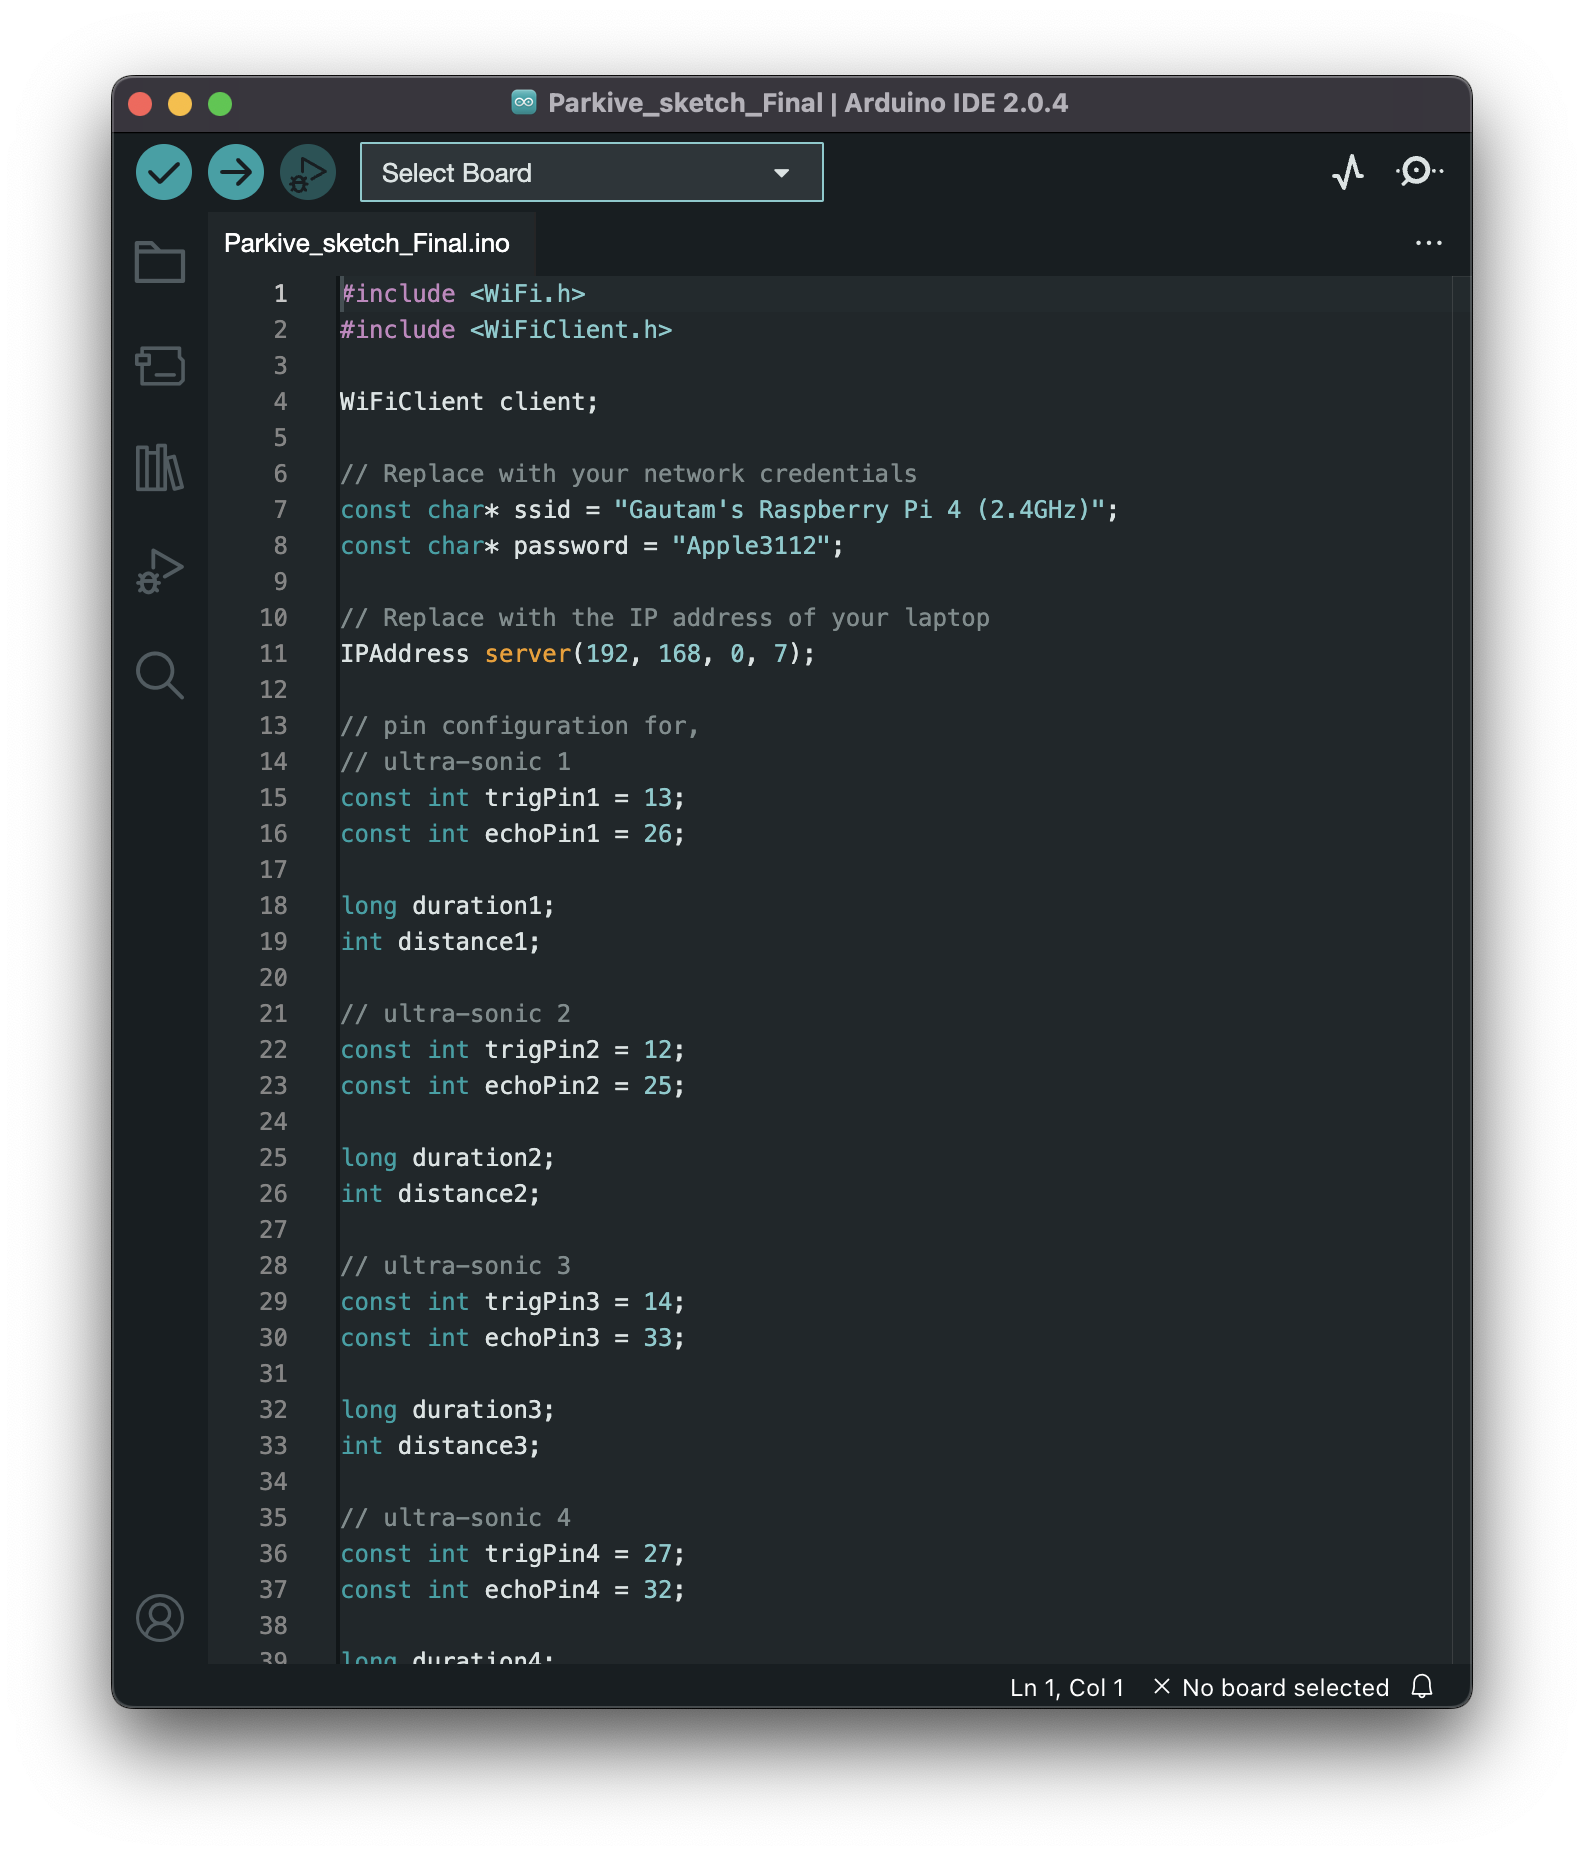 Parkive_sketch_Final | Arduino IDE 2.0.4
Select Board
Parkive_sketch_Final.ino
1 #include <WiFi.h>
2 #include <WiFiClient.h>
3
4 WiFiClient client;
5
6 // Replace with your network credentials
7 const char* ssid = "Gautam's Raspberry Pi 4 (2.4GHz)";
8 const char* password = "Apple3112";
9
10 // Replace with the IP address of your laptop
11 IPAddress server(192, 168, 0, 7);
12
13 // pin configuration for,
14 // ultra-sonic 1
15 const int trigPin1 = 13;
16 const int echoPin1 = 26;
17
18 long duration1;
19 int distance1;
20
21 // ultra-sonic 2
22 const int trigPin2 = 12;
23 const int echoPin2 = 25;
24
25 long duration2;
26 int distance2;
27
28 // ultra-sonic 3
29 const int trigPin3 = 14;
30 const int echoPin3 = 33;
31
32 long duration3;
33 int distance3;
34
35 // ultra-sonic 4
36 const int trigPin4 = 27;
37 const int echoPin4 = 32;
38
39 long duration4;
Ln 1, Col 1 × No board selected